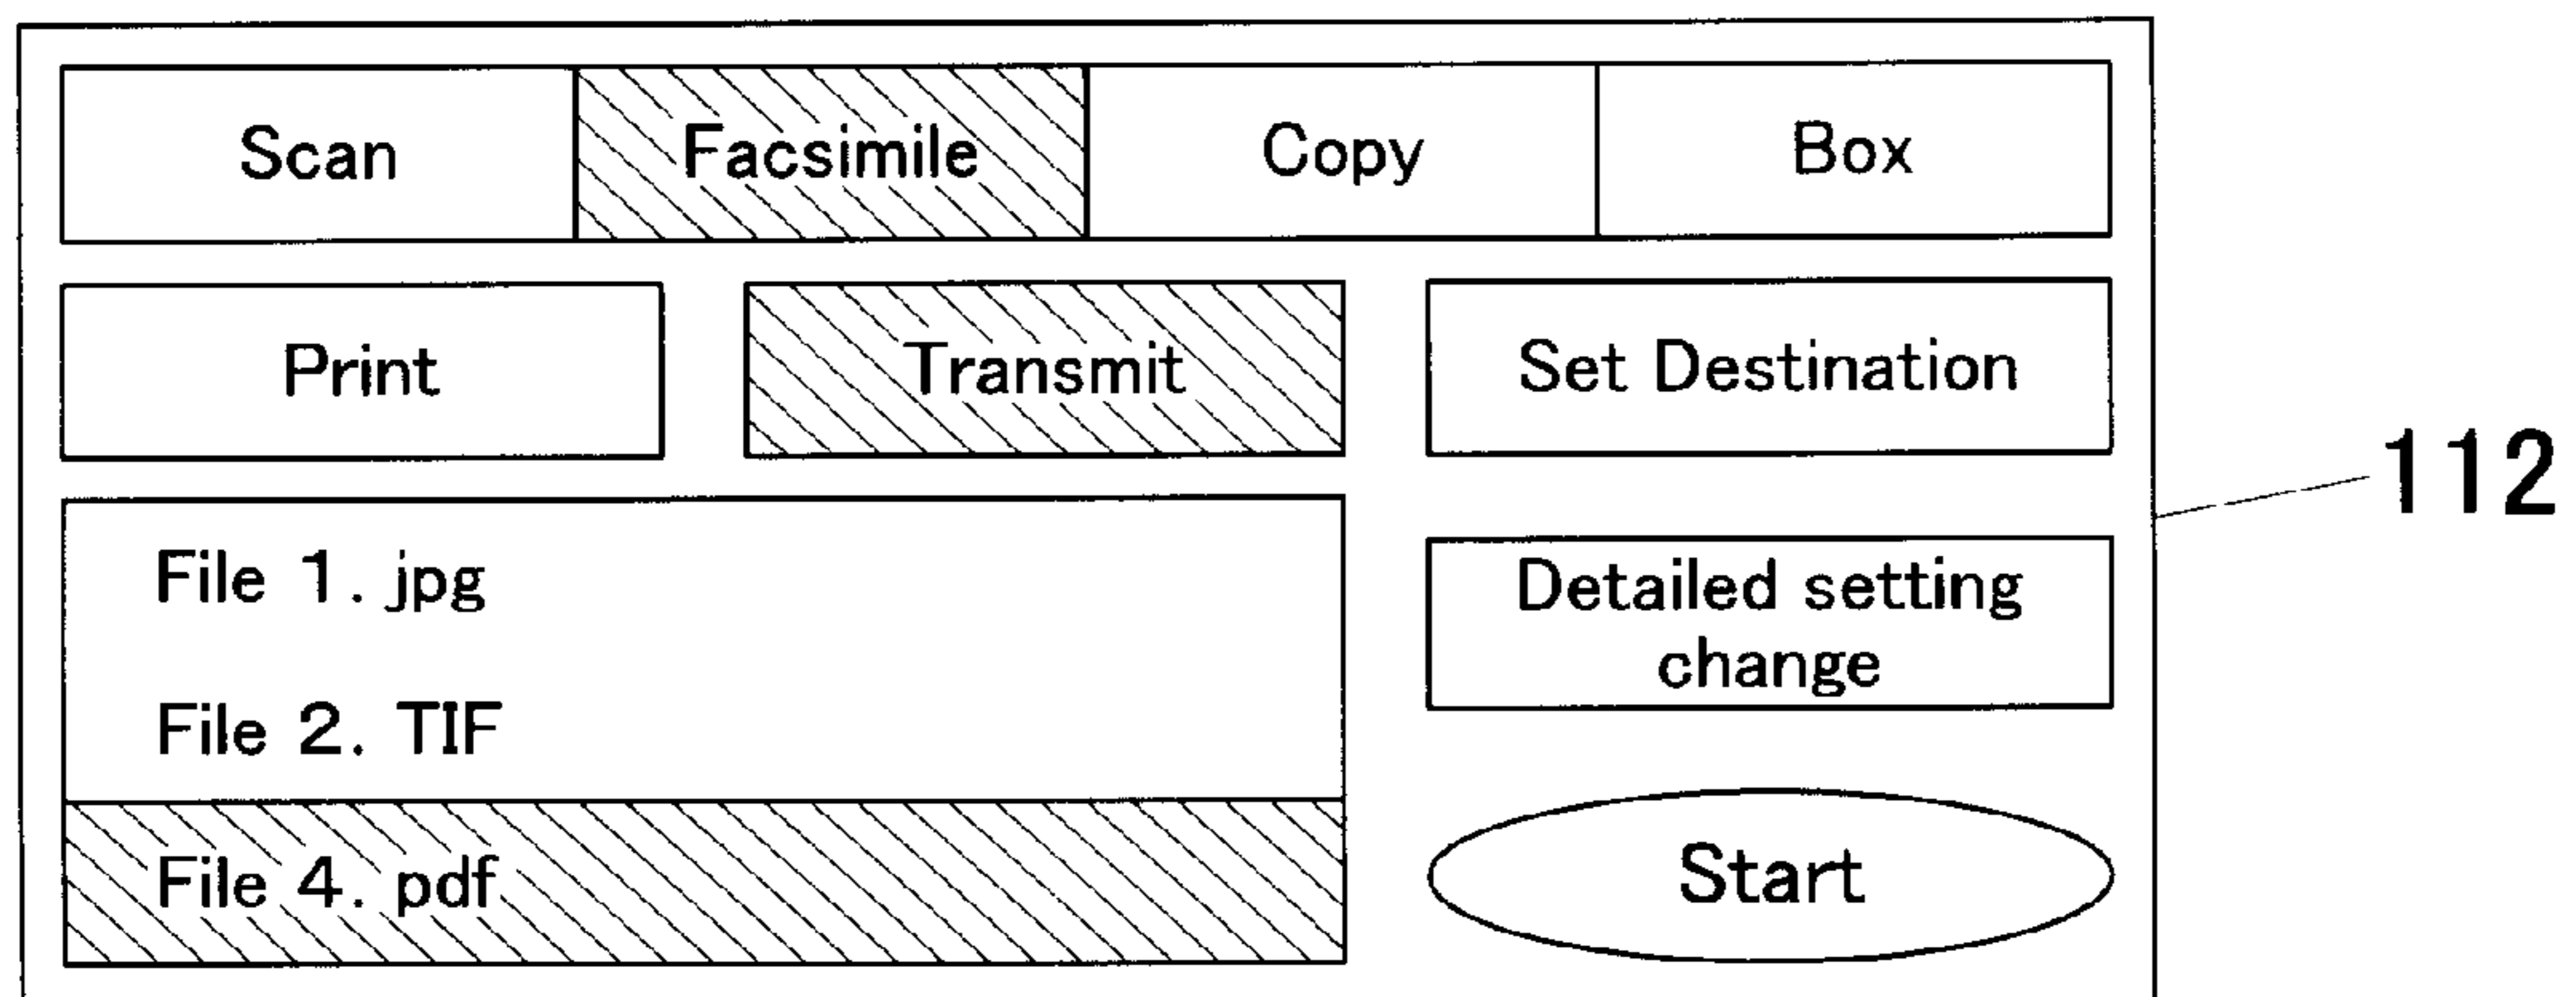 Scan
Facsimile
Copy
Box
Print
Transmit
Set Destination
112
File 1. jpg
File 2. TIF
File 4. pdf
Detailed setting
change
Start